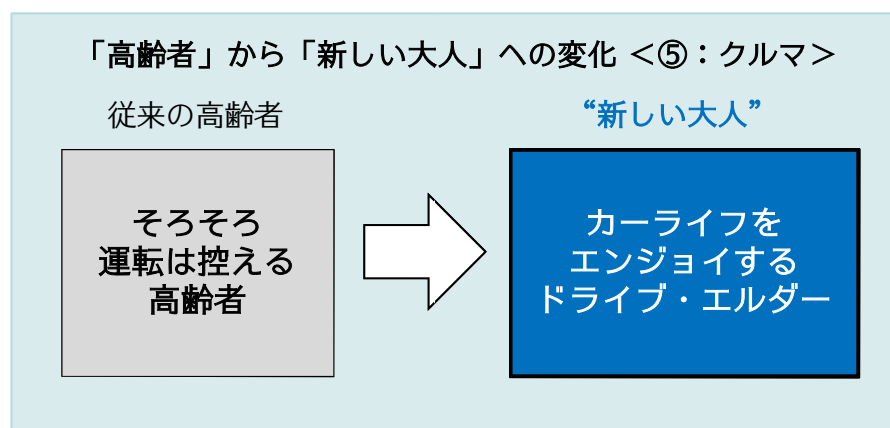 「高齢者」から「新しい大人」への変化 ＜⑤：クルマ＞
従来の高齢者
“新しい大人”
そろそろ
運転は控える
高齢者
カーライフを
エンジョイする
ドライブ・エルダー